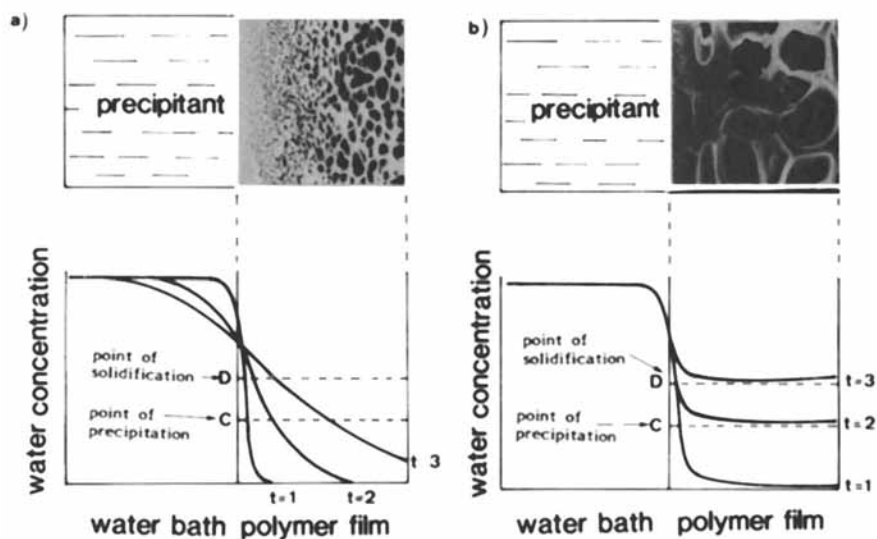 a)
precipitant
water concentration
point of
solidification
D
point of
precipitation
C
t=1
t=2
t 3
water bath
polymer film
b)
precipitant
water concentration
point of
solidification
D
point of
precipitation
C
t=3
t=2
t=1
water bath
polymer film